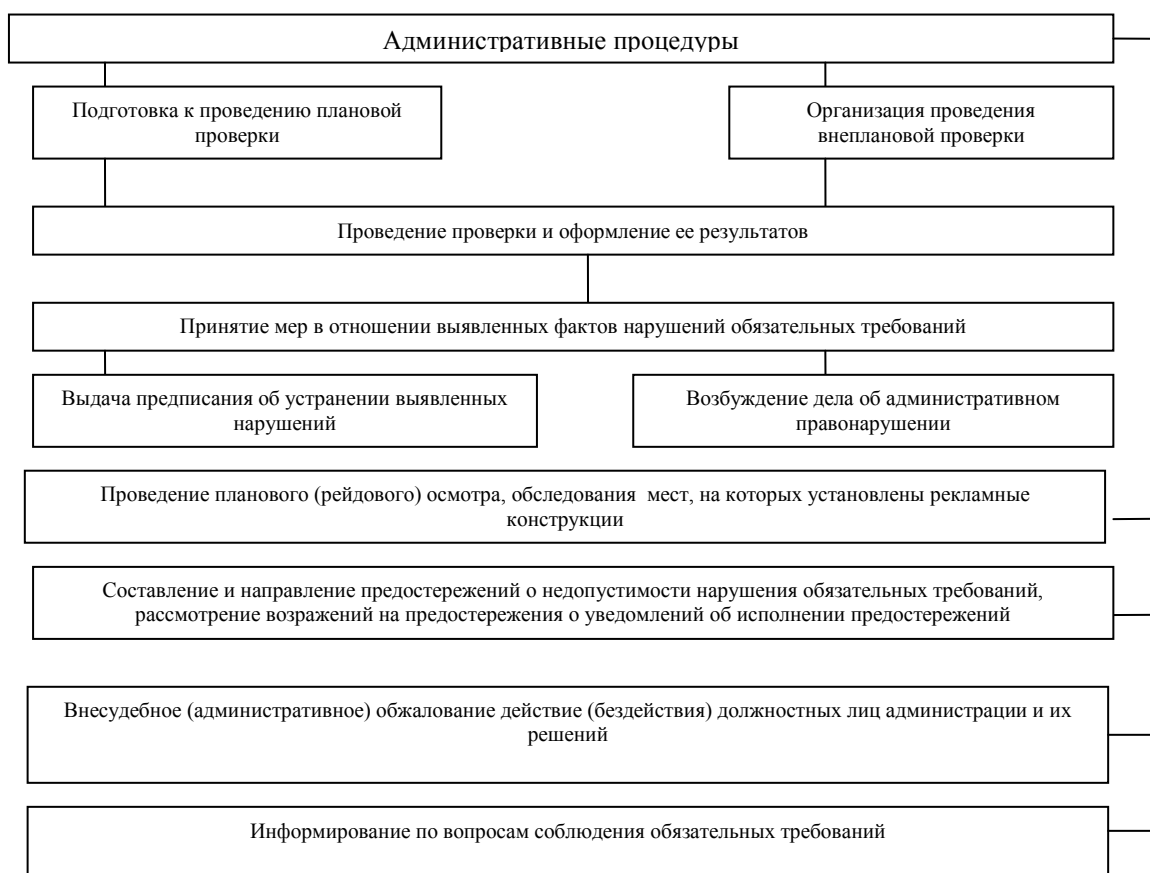 Административные процедуры
Подготовка к проведению плановой
проверки
Организация проведения
внеплановой проверки
Проведение проверки и оформление ее результатов
Принятие мер в отношении выявленных фактов нарушений обязательных требований
Выдача предписания об устранении выявленных
нарушений
Возбуждение дела об административном
правонарушении
Проведение планового (рейдового) осмотра, обследования  мест, на которых установлены рекламные
конструкции
Составление и направление предостережений о недопустимости нарушения обязательных требований,
рассмотрение возражений на предостережения о уведомлений об исполнении предостережений
Внесудебное (административное) обжалование действие (бездействия) должностных лиц администрации и их
решений
Информирование по вопросам соблюдения обязательных требований